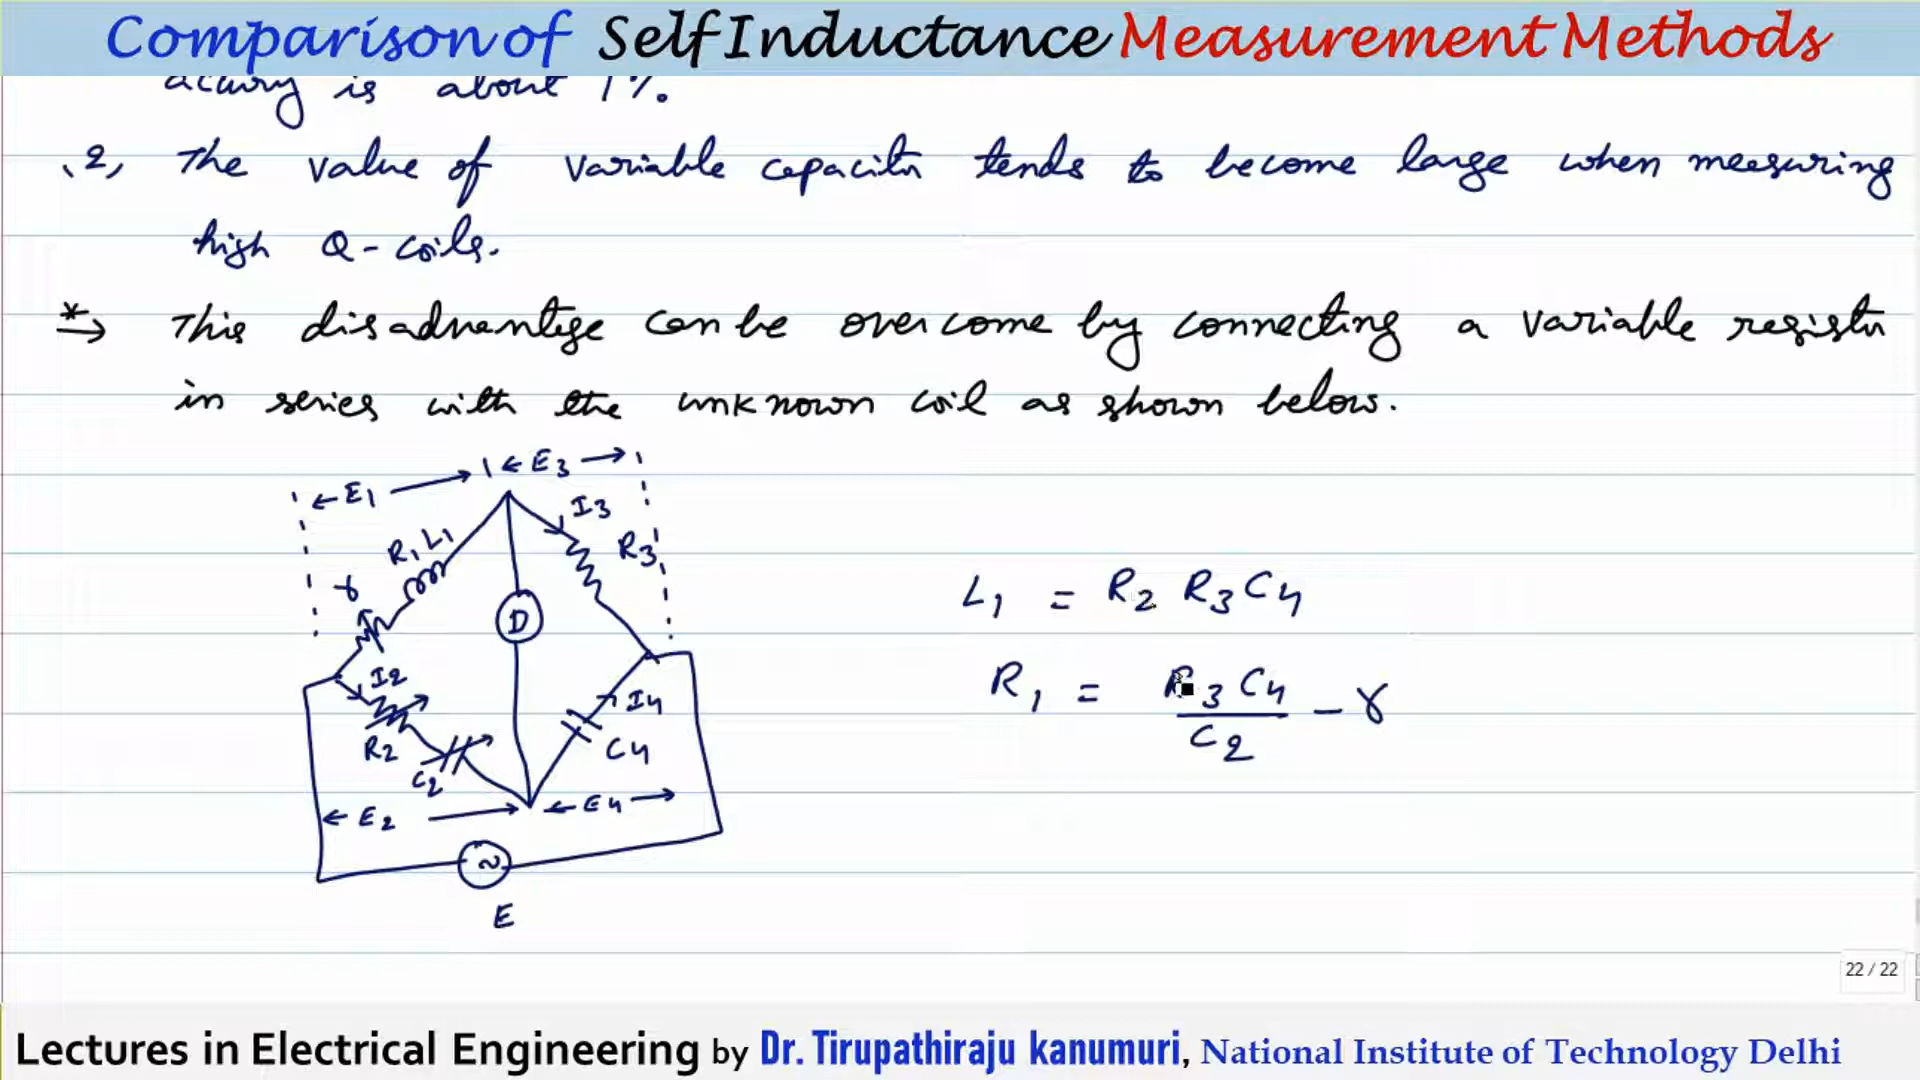 Comparison of Self Inductance Measurement Methods
accuracy is about 1%.
2, The value of variable capacitor tends to become large when measuring
high Q-coils.
*→ This disadvantage can be overcome by connecting a variable resistor
in series with the unknown coil as shown below.
← E1 → ← E3 →
I3
R1 L1
R3
r
D
L1 = R2 R3 C4
I2
R1 = R3 C4 / C2 - r
I4
R2
C4
C2
← E2 → ← E4 →
~
E
22 / 22
Lectures in Electrical Engineering by Dr. Tirupathiraju kanumuri, National Institute of Technology Delhi